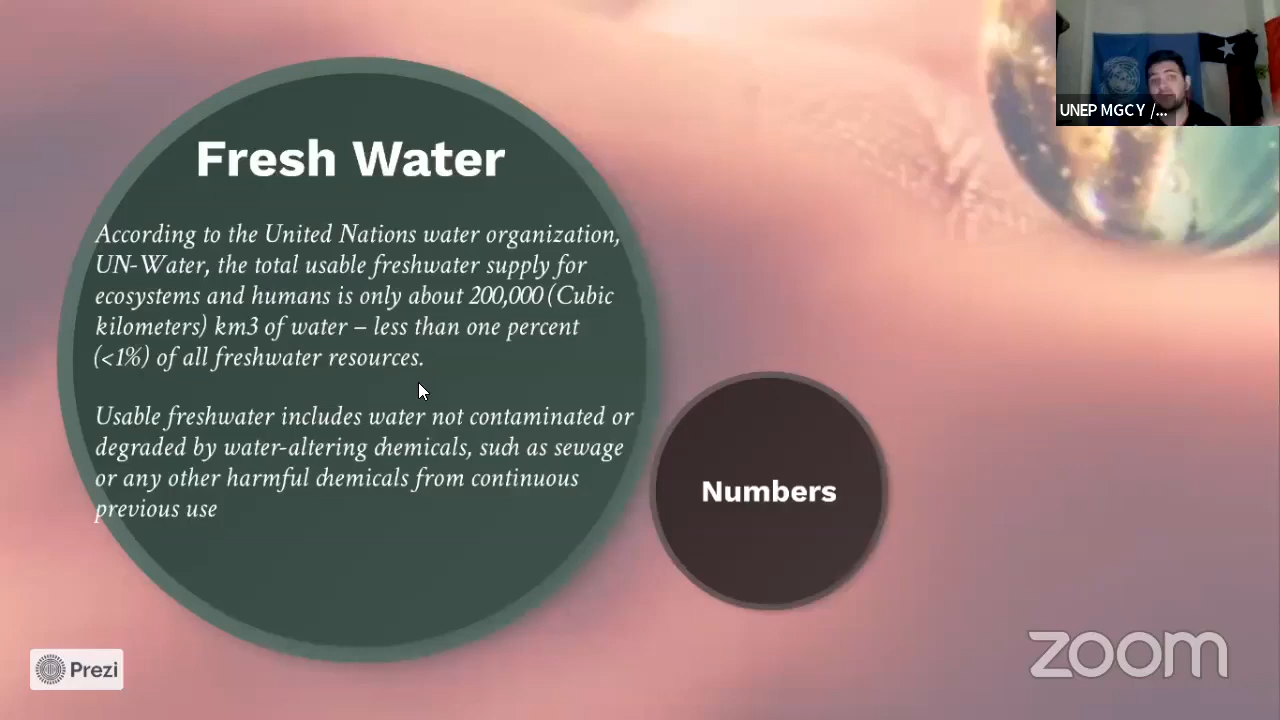 UNEP MGCY /...
Fresh Water
According to the United Nations water organization,
UN-Water, the total usable freshwater supply for
ecosystems and humans is only about 200,000 (Cubic
kilometers) km3 of water – less than one percent
(<1%) of all freshwater resources.
Usable freshwater includes water not contaminated or
degraded by water-altering chemicals, such as sewage
or any other harmful chemicals from continuous
previous use
Numbers
Prezi
zoom